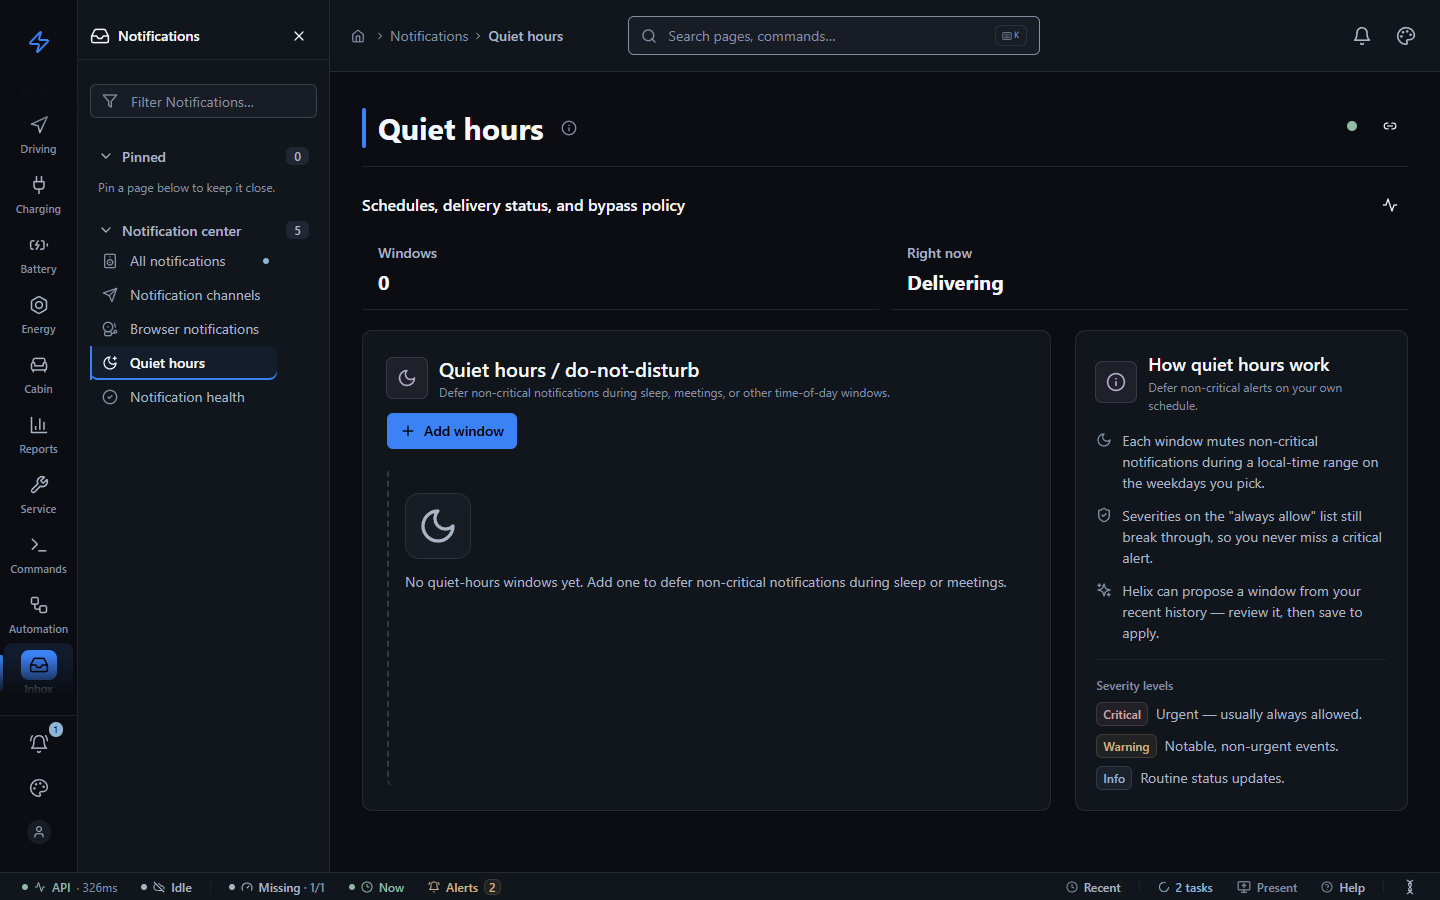 Notifications
Notifications
Quiet hours
Search pages, commands...
K
Filter Notifications...
Driving
Charging
Battery
Energy
Cabin
Reports
Service
Commands
Automation
Inbox
1
Pinned
0
Pin a page below to keep it close.
Notification center
5
All notifications
Notification channels
Browser notifications
Quiet hours
Notification health
Quiet hours
Schedules, delivery status, and bypass policy
Windows
0
Right now
Delivering
Quiet hours / do-not-disturb
Defer non-critical notifications during sleep, meetings, or other time-of-day windows.
Add window
No quiet-hours windows yet. Add one to defer non-critical notifications during sleep or meetings.
How quiet hours work
Defer non-critical alerts on your own
schedule.
Each window mutes non-critical
notifications during a local-time range on
the weekdays you pick.
Severities on the "always allow" list still
break through, so you never miss a critical
alert.
Helix can propose a window from your
recent history — review it, then save to
apply.
Severity levels
Critical Urgent — usually always allowed.
Warning Notable, non-urgent events.
Info Routine status updates.
API · 326ms
Idle
Missing · 1/1
Now
Alerts 2
Recent
2 tasks
Present
Help